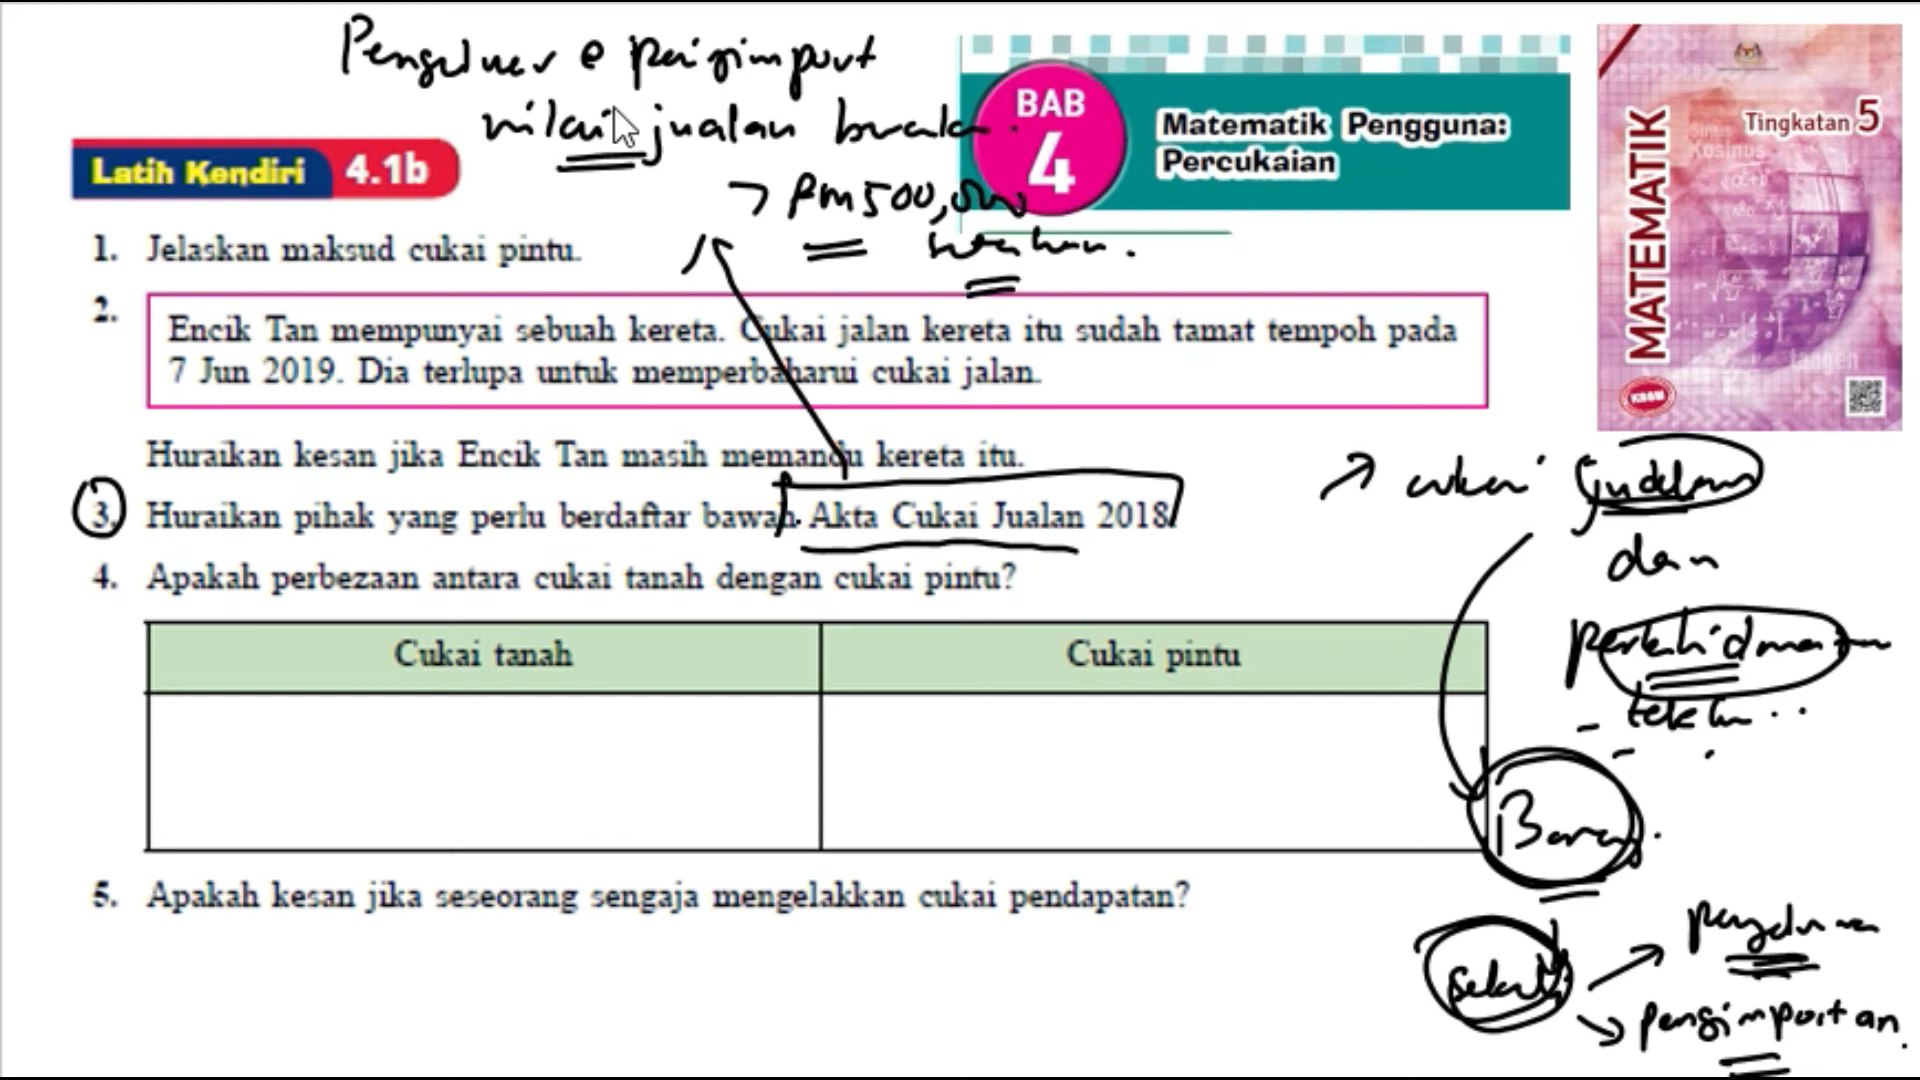 Pengeluar & pengimport
nilai jualan
> RM500,000
BAB
4
Matematik Pengguna:
Percukaian
MATEMATIK
Tingkatan 5
KSSM
Latih Kendiri 4.1b
1. Jelaskan maksud cukai pintu.
2.
Encik Tan mempunyai sebuah kereta. Cukai jalan kereta itu sudah tamat tempoh pada
7 Jun 2019. Dia terlupa untuk memperbaharui cukai jalan.
Huraikan kesan jika Encik Tan masih memandu kereta itu.
3. Huraikan pihak yang perlu berdaftar bawah Akta Cukai Jualan 2018.
4. Apakah perbezaan antara cukai tanah dengan cukai pintu?
Cukai tanah
Cukai pintu
5. Apakah kesan jika seseorang sengaja mengelakkan cukai pendapatan?
cukai jualan
dan
perkhidmatan
Barang
pengeluaran
pengimportan